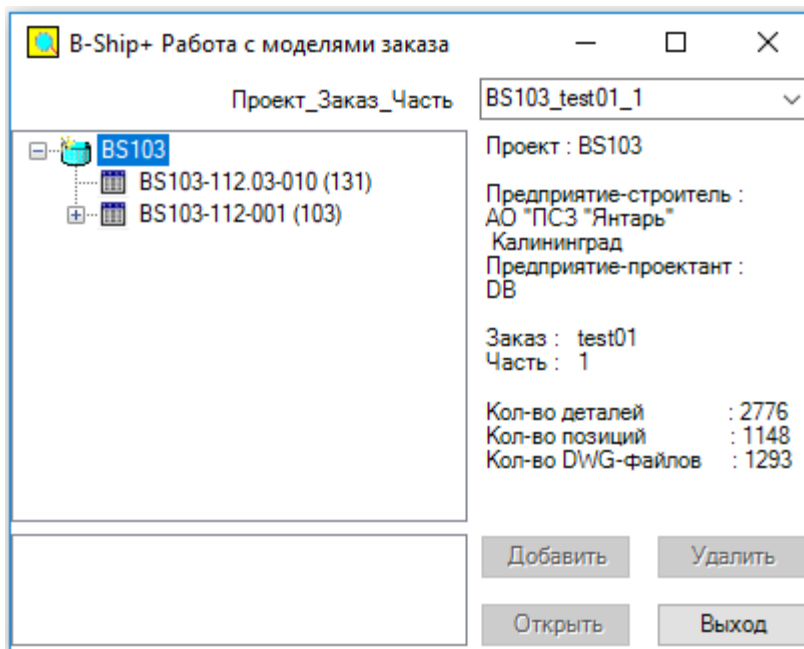 B-Ship+ Работа с моделями заказа
Проект_Заказ_Часть
BS103_test01_1
BS103
BS103-112.03-010 (131)
BS103-112-001 (103)
Проект : BS103
Предприятие-строитель :
АО "ПСЗ "Янтарь"
Калининград
Предприятие-проектант :
DB
Заказ : test01
Часть : 1
Кол-во деталей : 2776
Кол-во позиций : 1148
Кол-во DWG-файлов : 1293
Добавить Удалить
Открыть Выход